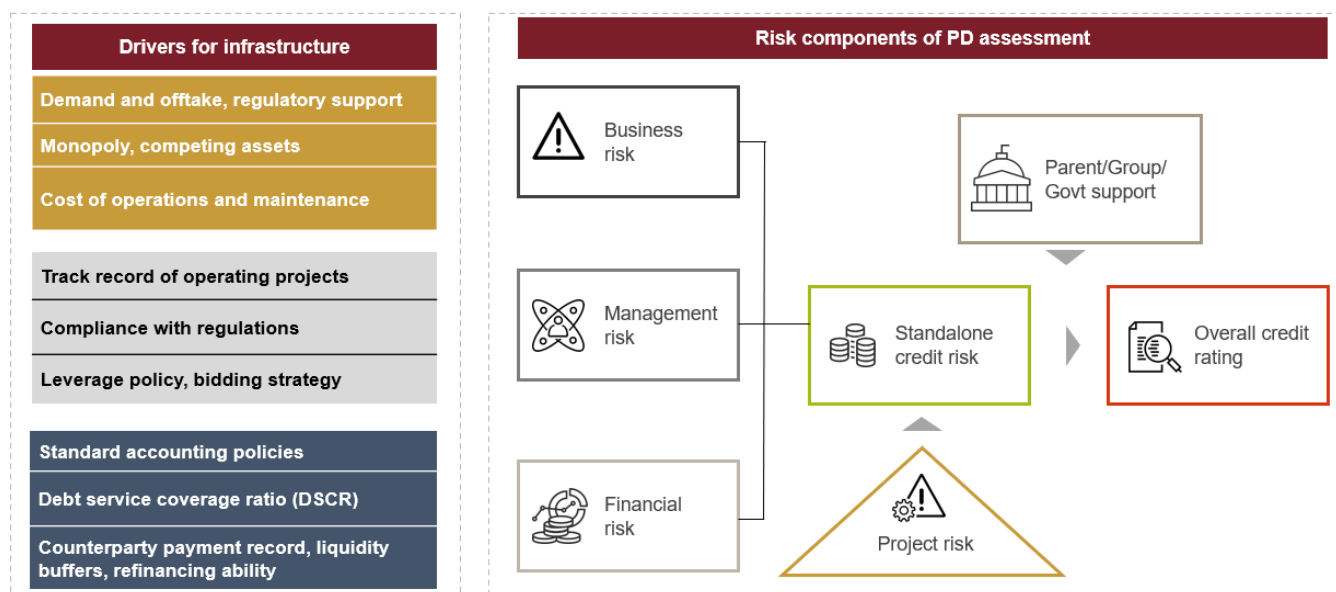 Drivers for infrastructure
Demand and offtake, regulatory support
Monopoly, competing assets
Cost of operations and maintenance
Track record of operating projects
Compliance with regulations
Leverage policy, bidding strategy
Standard accounting policies
Debt service coverage ratio (DSCR)
Counterparty payment record, liquidity
buffers, refinancing ability
Risk components of PD assessment
Business
risk
Management
risk
Financial
risk
Parent/Group/
Govt support
Standalone
credit risk
Overall credit
rating
Project risk